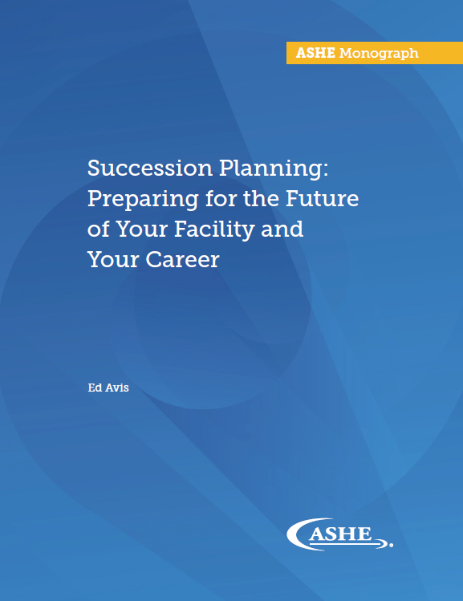 ASHE Monograph
Succession Planning:
Preparing for the Future
of Your Facility and
Your Career
Ed Avis
ASHE